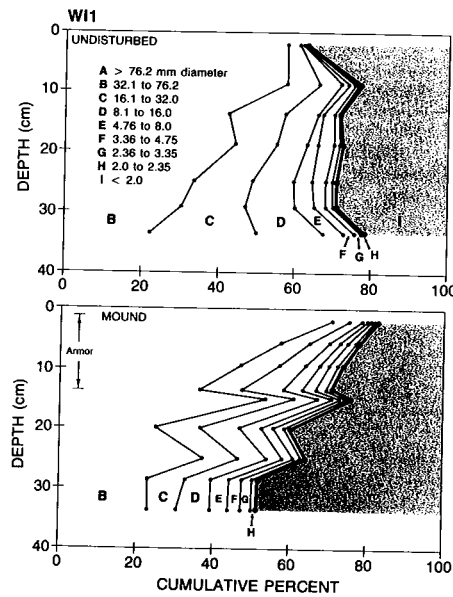 WI1
0
UNDISTURBED
A > 76.2 mm diameter
B 32.1 to 76.2
C 16.1 to 32.0
D 8.1 to 16.0
E 4.76 to 8.0
F 3.36 to 4.75
G 2.36 to 3.35
H 2.0 to 2.35
I < 2.0
10
20
30
40
DEPTH (cm)
B C D E I
F G H
0 20 40 60 80 100
0
MOUND
Armor
10
20
30
40
DEPTH (cm)
B C D E F G
H
0 20 40 60 80 100
CUMULATIVE PERCENT